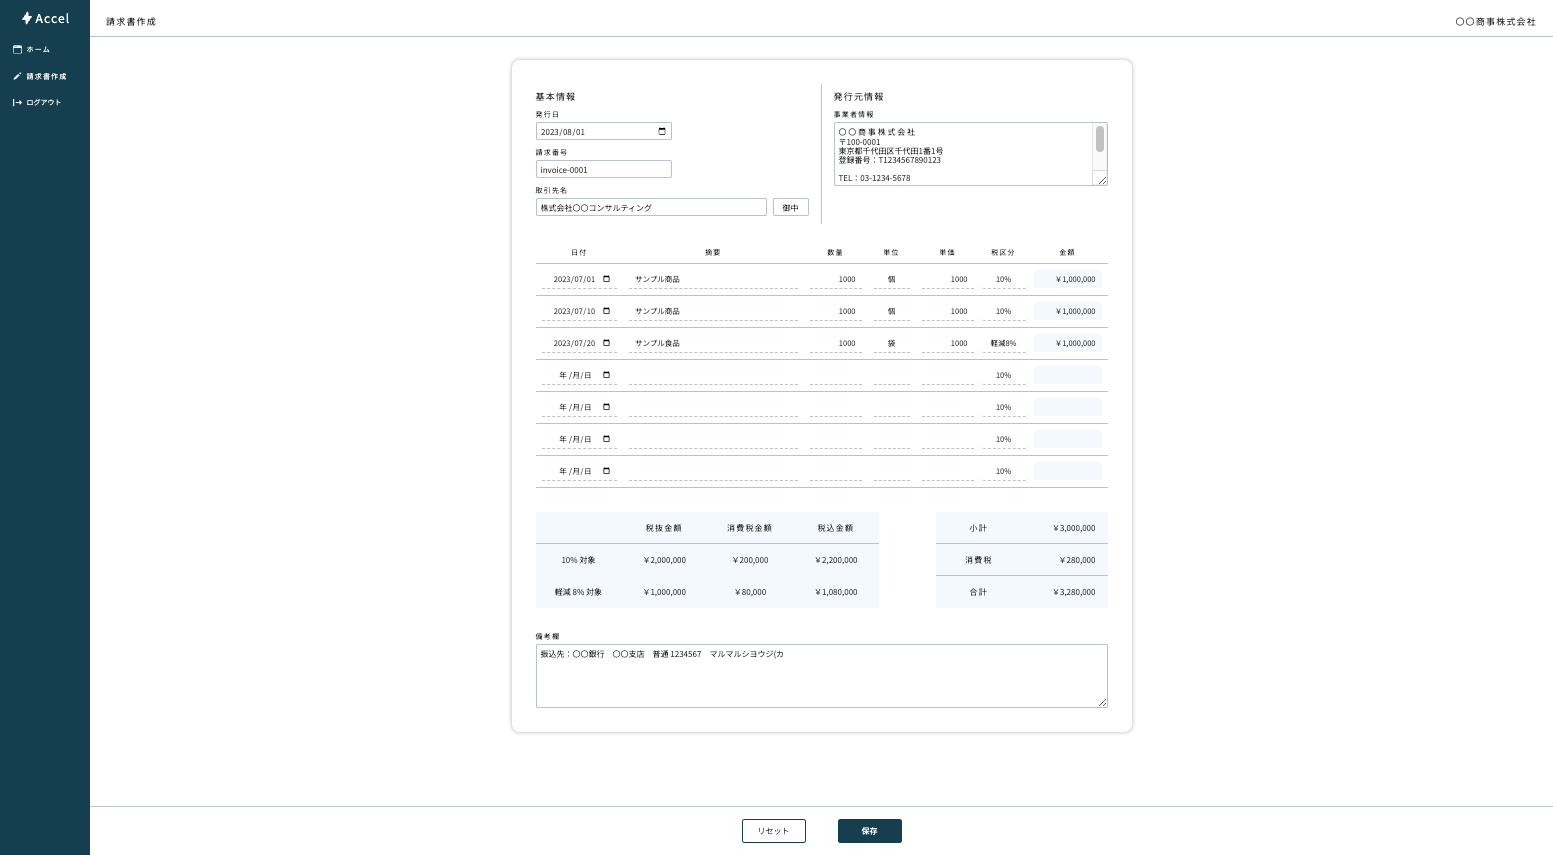 Accel
ホーム
請求書作成
ログアウト
請求書作成
〇〇商事株式会社
基本情報
発行日
2023/08/01
請求番号
invoice-0001
取引先名
株式会社〇〇コンサルティング
御中
発行元情報
事業者情報
〇〇商事株式会社
〒100-0001
東京都千代田区千代田1番1号
登録番号：T1234567890123
TEL：03-1234-5678
日付 摘要 数量 単位 単価 税区分 金額
2023/07/01 サンプル商品 1000 個 1000 10% ￥1,000,000
2023/07/10 サンプル商品 1000 個 1000 10% ￥1,000,000
2023/07/20 サンプル食品 1000 袋 1000 軽減8% ￥1,000,000
年 /月/日 10%
年 /月/日 10%
年 /月/日 10%
年 /月/日 10%
税抜金額 消費税金額 税込金額
10% 対象 ￥2,000,000 ￥200,000 ￥2,200,000
軽減 8% 対象 ￥1,000,000 ￥80,000 ￥1,080,000
小計 ￥3,000,000
消費税 ￥280,000
合計 ￥3,280,000
備考欄
振込先：〇〇銀行　〇〇支店　普通 1234567　マルマルシヨウジ(カ
リセット
保存